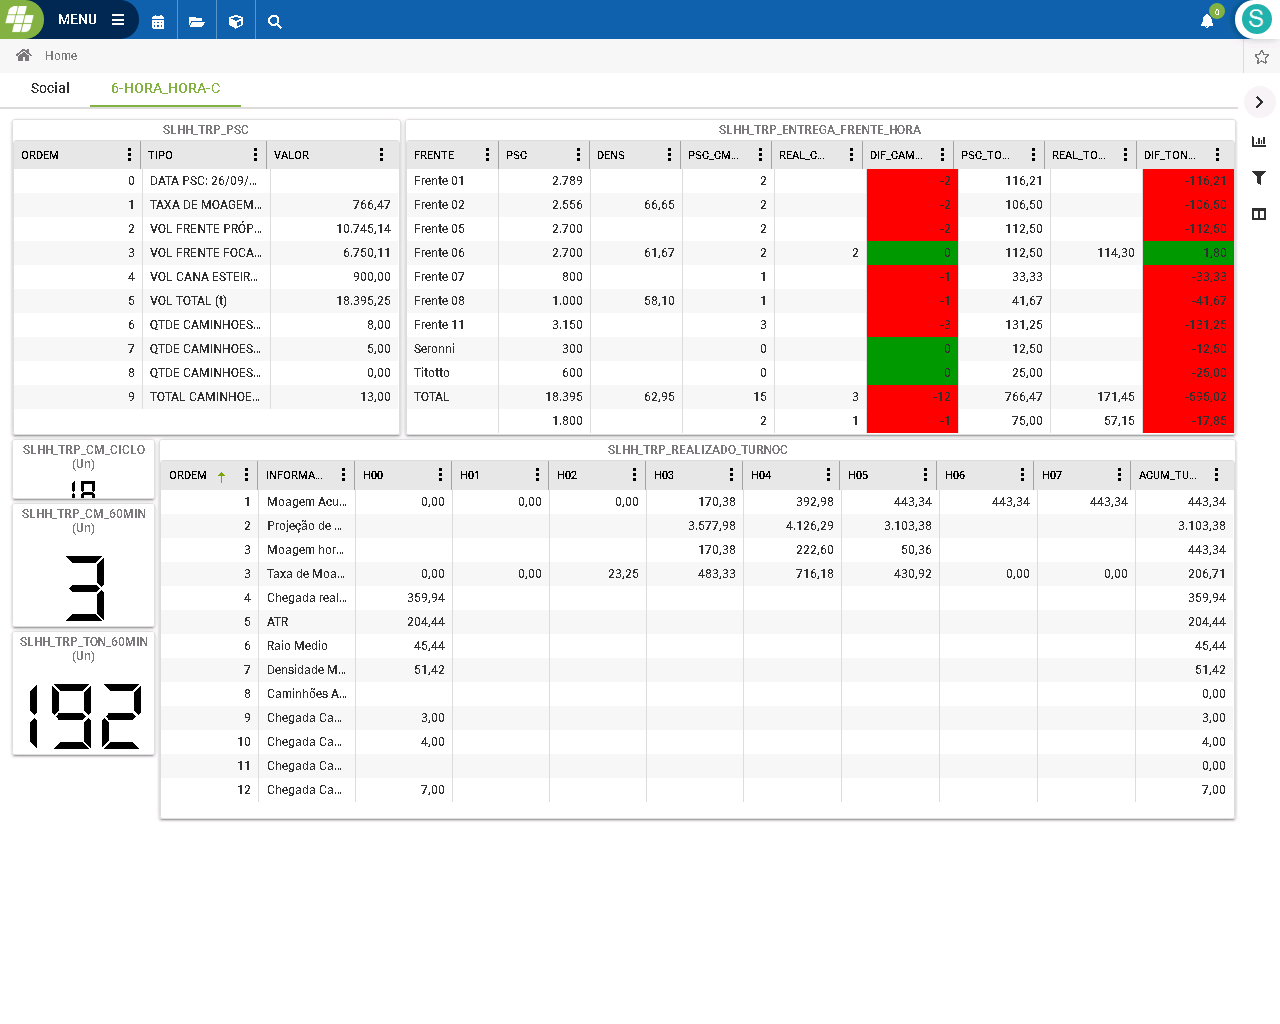 MENU
0
S
Home
Social 6-HORA_HORA-C
SLHH_TRP_PSC
ORDEM TIPO VALOR
0 DATA PSC: 26/09/...
1 TAXA DE MOAGEM... 766,47
2 VOL FRENTE PRÓP... 10.745,14
3 VOL FRENTE FOCA... 6.750,11
4 VOL CANA ESTEIR... 900,00
5 VOL TOTAL (t) 18.395,25
6 QTDE CAMINHOES... 8,00
7 QTDE CAMINHOES... 5,00
8 QTDE CAMINHOES... 0,00
9 TOTAL CAMINHOE... 13,00
SLHH_TRP_ENTREGA_FRENTE_HORA
FRENTE PSC DENS PSC_CM... REAL_C... DIF_CAM... PSC_TO... REAL_TO... DIF_TON...
Frente 01 2.789 2 -2 116,21 -116,21
Frente 02 2.556 66,65 2 -2 106,50 -106,50
Frente 05 2.700 2 -2 112,50 -112,50
Frente 06 2.700 61,67 2 2 0 112,50 114,30 1,80
Frente 07 800 1 -1 33,33 -33,33
Frente 08 1.000 58,10 1 -1 41,67 -41,67
Frente 11 3.150 3 -3 131,25 -131,25
Seronni 300 0 0 12,50 -12,50
Titotto 600 0 0 25,00 -25,00
TOTAL 18.395 62,95 15 3 -12 766,47 171,45 -595,02
1.800 2 1 -1 75,00 57,15 -17,85
SLHH_TRP_CM_CICLO
(Un)
18
SLHH_TRP_CM_60MIN
(Un)
3
SLHH_TRP_TON_60MIN
(Un)
192
SLHH_TRP_REALIZADO_TURNOC
ORDEM INFORMA... H00 H01 H02 H03 H04 H05 H06 H07 ACUM_TU...
1 Moagem Acu... 0,00 0,00 0,00 170,38 392,98 443,34 443,34 443,34 443,34
2 Projeção de ... 3.577,98 4.126,29 3.103,38 3.103,38
3 Moagem hor... 170,38 222,60 50,36 443,34
3 Taxa de Moa... 0,00 0,00 23,25 483,33 716,18 430,92 0,00 0,00 206,71
4 Chegada real... 359,94 359,94
5 ATR 204,44 204,44
6 Raio Medio 45,44 45,44
7 Densidade M... 51,42 51,42
8 Caminhões A... 0,00
9 Chegada Ca... 3,00 3,00
10 Chegada Ca... 4,00 4,00
11 Chegada Ca... 0,00
12 Chegada Ca... 7,00 7,00